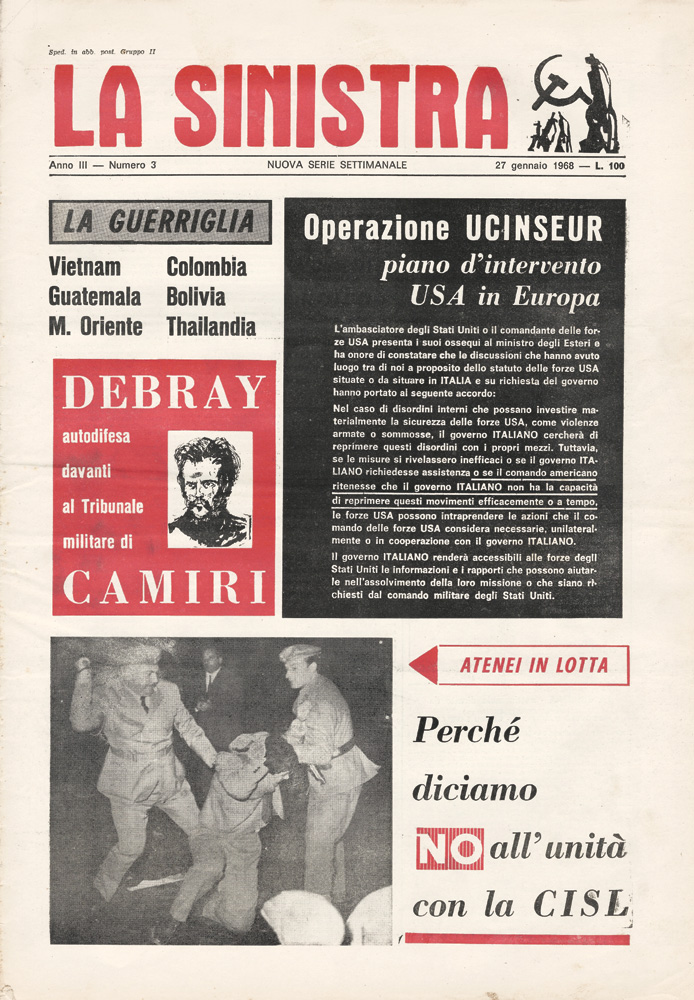 Sped. in abb. post. Gruppo II
LA SINISTRA
Anno III — Numero 3 NUOVA SERIE SETTIMANALE 27 gennaio 1968 — L. 100
LA GUERRIGLIA
Vietnam Colombia
Guatemala Bolivia
M. Oriente Thailandia
DEBRAY
autodifesa
davanti
al Tribunale
militare di
CAMIRI
Operazione UCINSEUR
piano d'intervento
USA in Europa
L'ambasciatore degli Stati Uniti o il comandante delle for-
ze USA presenta i suoi ossequi al ministro degli Esteri e
ha onore di constatare che le discussioni che hanno avuto
luogo tra di noi a proposito dello statuto delle forze USA
situate o da situare in ITALIA e su richiesta del governo
hanno portato al seguente accordo:
Nel caso di disordini interni che possano investire ma-
terialmente la sicurezza delle forze USA, come violenze
armate o sommosse, il governo ITALIANO cercherà di
reprimere questi disordini con i propri mezzi. Tuttavia,
se le misure si rivelassero inefficaci o se il governo ITA-
LIANO richiedesse assistenza o se il comando americano
ritenesse che il governo ITALIANO non ha la capacità
di reprimere questi movimenti efficacemente o a tempo,
le forze USA possono intraprendere le azioni che il co-
mando delle forze USA considera necessarie, unilateral-
mente o in cooperazione con il governo ITALIANO.
Il governo ITALIANO renderà accessibili alle forze degli
Stati Uniti le informazioni e i rapporti che possono aiutar-
le nell'assolvimento della loro missione o che siano ri-
chiesti dal comando militare degli Stati Uniti.
ATENEI IN LOTTA
Perché
diciamo
NO all'unità
con la CISL